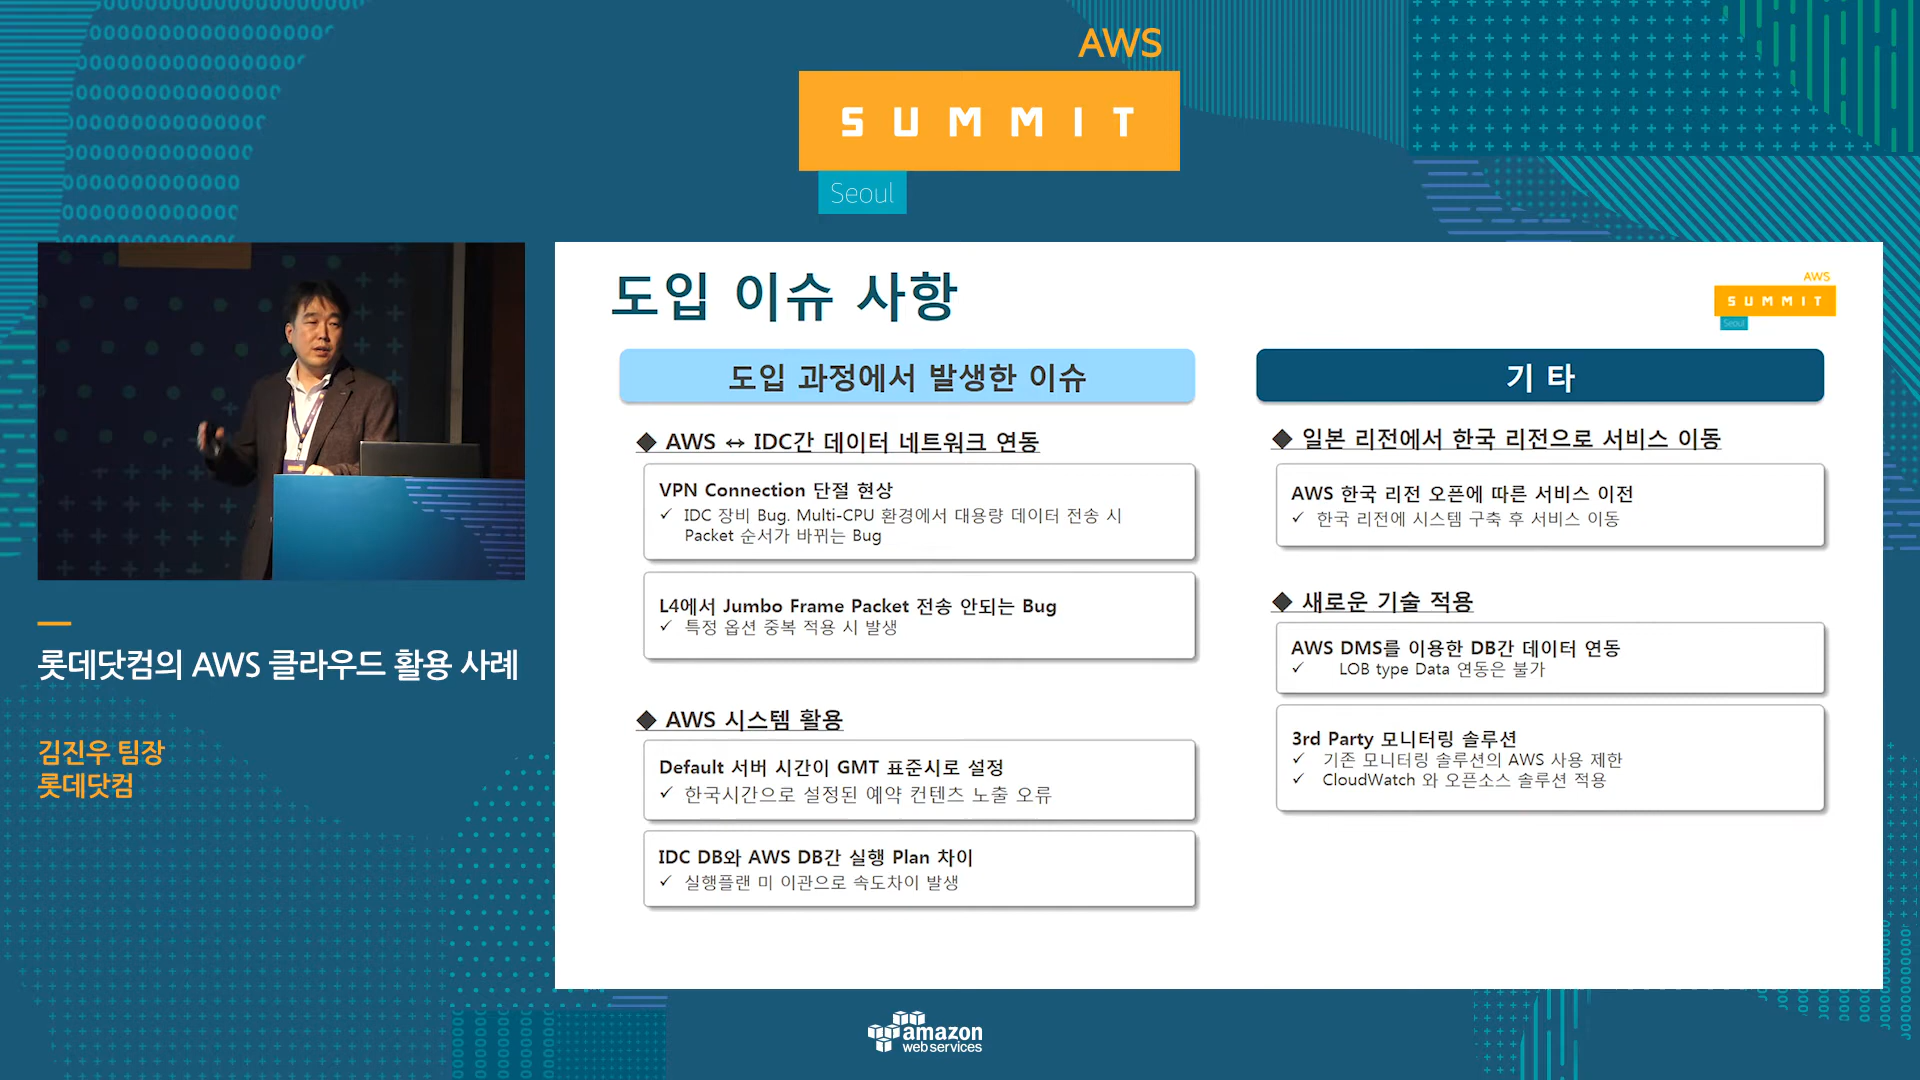 AWS
SUMMIT
Seoul
롯데닷컴의 AWS 클라우드 활용 사례
김진우 팀장
롯데닷컴
도입 이슈 사항
AWS
SUMMIT
Seoul
도입 과정에서 발생한 이슈
◆ AWS ↔ IDC간 데이터 네트워크 연동
VPN Connection 단절 현상
✓ IDC 장비 Bug. Multi-CPU 환경에서 대용량 데이터 전송 시
Packet 순서가 바뀌는 Bug
L4에서 Jumbo Frame Packet 전송 안되는 Bug
✓ 특정 옵션 중복 적용 시 발생
◆ AWS 시스템 활용
Default 서버 시간이 GMT 표준시로 설정
✓ 한국시간으로 설정된 예약 컨텐츠 노출 오류
IDC DB와 AWS DB간 실행 Plan 차이
✓ 실행플랜 미 이관으로 속도차이 발생
기 타
◆ 일본 리전에서 한국 리전으로 서비스 이동
AWS 한국 리전 오픈에 따른 서비스 이전
✓ 한국 리전에 시스템 구축 후 서비스 이동
◆ 새로운 기술 적용
AWS DMS를 이용한 DB간 데이터 연동
✓ LOB type Data 연동은 불가
3rd Party 모니터링 솔루션
✓ 기존 모니터링 솔루션의 AWS 사용 제한
✓ CloudWatch 와 오픈소스 솔루션 적용
amazon
web services